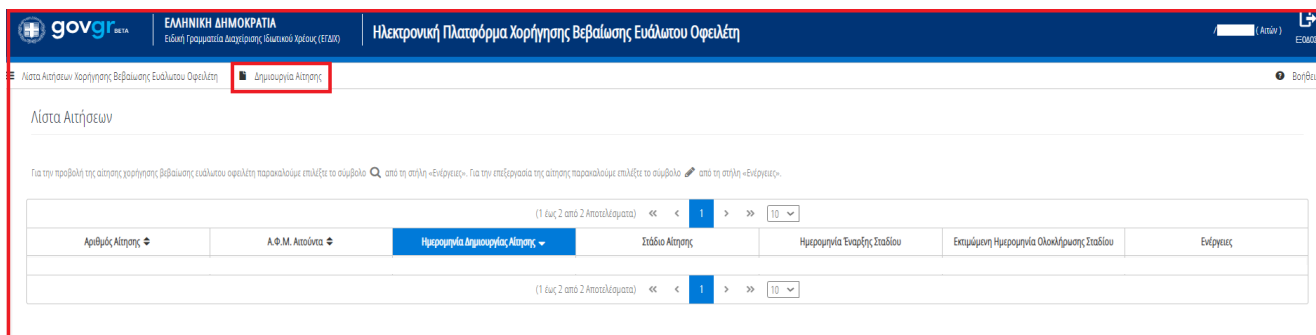 govgr BETA
ΕΛΛΗΝΙΚΗ ΔΗΜΟΚΡΑΤΙΑ
Ειδική Γραμματεία Διαχείρισης Ιδιωτικού Χρέους (ΕΓΔΙΧ)
Ηλεκτρονική Πλατφόρμα Χορήγησης Βεβαίωσης Ευάλωτου Οφειλέτη
/ ( Αιτών )
ΕΞΟΔΟΣ
Λίστα Αιτήσεων Χορήγησης Βεβαίωσης Ευάλωτου Οφειλέτη Δημιουργία Αίτησης Βοήθει
Λίστα Αιτήσεων
Για την προβολή της αίτησης χορήγησης βεβαίωσης ευάλωτου οφειλέτη παρακαλούμε επιλέξτε το σύμβολο από τη στήλη «Ενέργειες». Για την επεξεργασία της αίτησης παρακαλούμε επιλέξτε το σύμβολο από τη στήλη «Ενέργειες».
(1 έως 2 από 2 Αποτελέσματα) « < 1 > » 10
Αριθμός Αίτησης Α.Φ.Μ. Αιτούντα Ημερομηνία Δημιουργίας Αίτησης Στάδιο Αίτησης Ημερομηνία Έναρξης Σταδίου Εκτιμώμενη Ημερομηνία Ολοκλήρωσης Σταδίου Ενέργειες
(1 έως 2 από 2 Αποτελέσματα) « < 1 > » 10